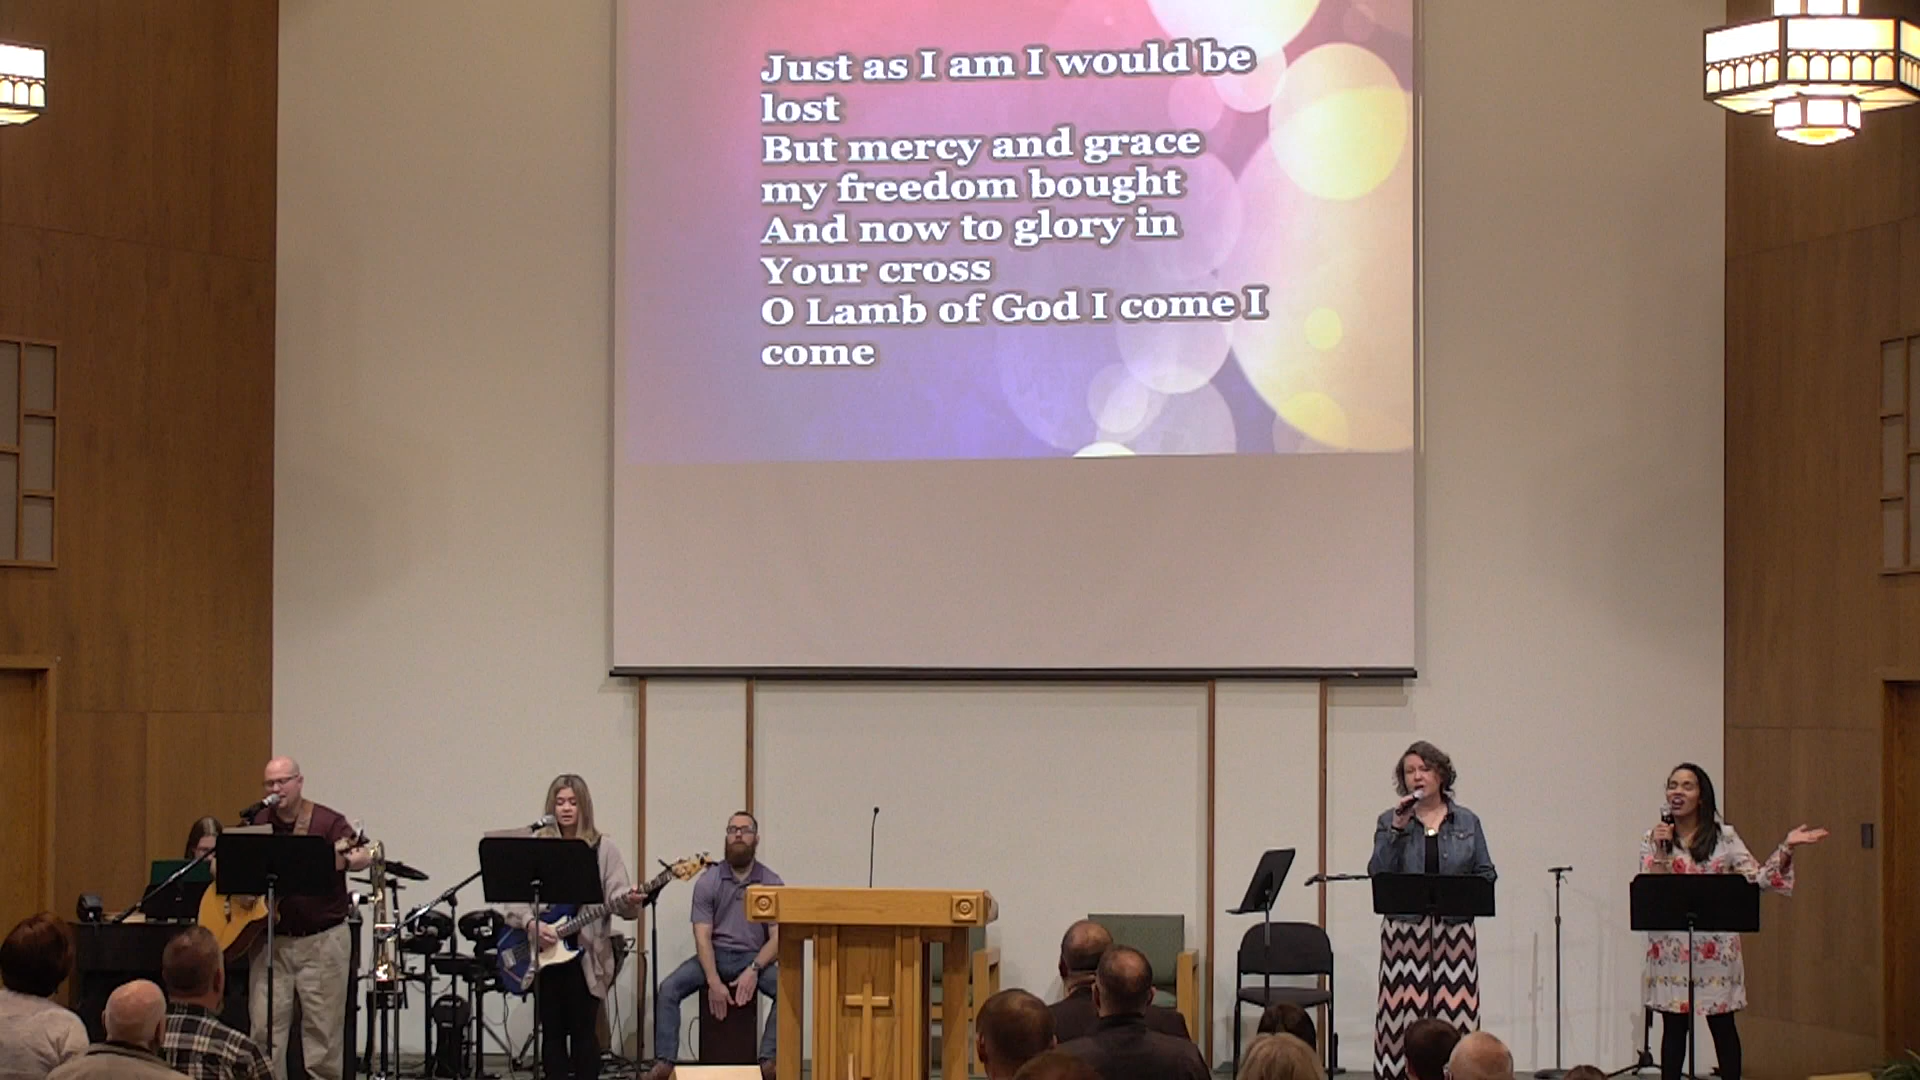 Just as I am I would be
lost
But mercy and grace
my freedom bought
And now to glory in
Your cross
O Lamb of God I come I
come